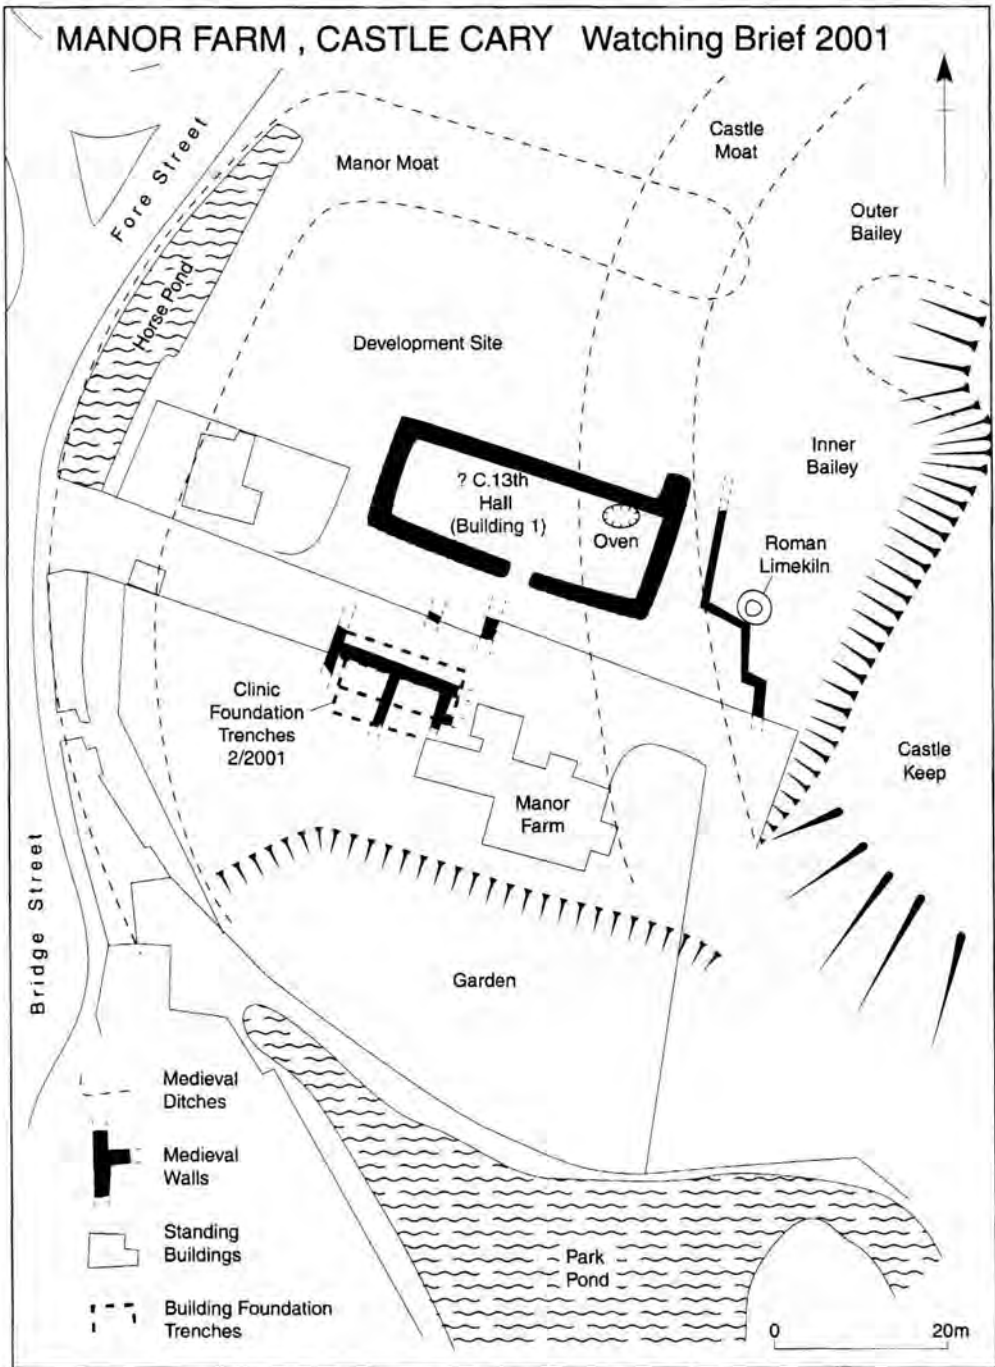 MANOR FARM , CASTLE CARY Watching Brief 2001
Fore Street
Manor Moat
Castle
Moat
Outer
Bailey
Horse Pond
Development Site
Inner
Bailey
? C.13th
Hall
(Building 1)
Oven
Roman
Limekiln
Clinic
Foundation
Trenches
2/2001
Manor
Farm
Castle
Keep
Bridge Street
Garden
Medieval
Ditches
Medieval
Walls
Standing
Buildings
Building Foundation
Trenches
Park
Pond
0 20m